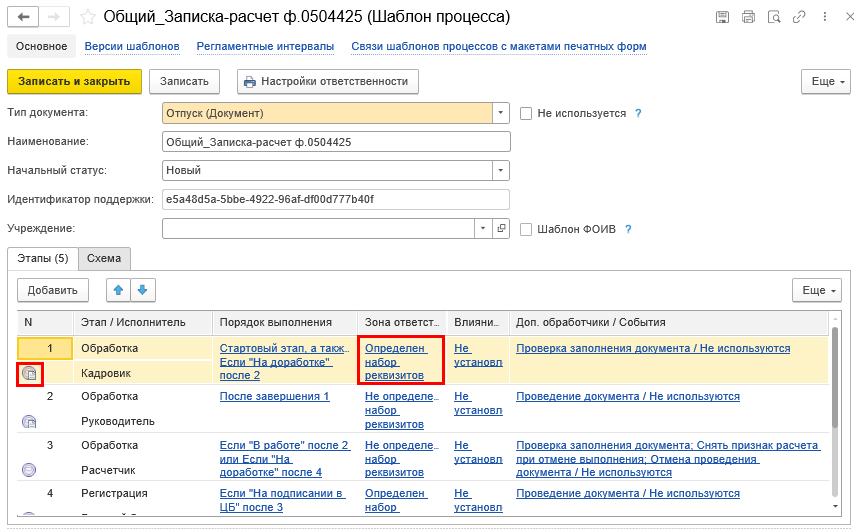 Общий_Записка-расчет ф.0504425 (Шаблон процесса)
Основное Версии шаблонов Регламентные интервалы Связи шаблонов процессов с макетами печатных форм
Записать и закрыть Записать Настройки ответственности Еще
Тип документа: Отпуск (Документ) Не используется ?
Наименование: Общий_Записка-расчет ф.0504425
Начальный статус: Новый
Идентификатор поддержки: e5a48d5a-5bbe-4922-96af-df00d777b40f
Учреждение: Шаблон ФОИВ ?
Этапы (5) Схема
Добавить Еще
N Этап / Исполнитель Порядок выполнения Зона ответст... Влияни... Доп. обработчики / События
1 Обработка Стартовый этап, а такж... Определен Не Проверка заполнения документа / Не используются
Если "На доработке" набор установл
Кадровик после 2 реквизитов
2 Обработка После завершения 1 Не определе... Не Проведение документа / Не используются
набор установл
Руководитель реквизитов
3 Обработка Если "В работе" после 2 Не определе... Не Проверка заполнения документа; Снять признак расчета
или Если "На набор установл при отмене выполнения; Отмена проведения
Расчетчик доработке" после 4 реквизитов документа / Не используются
4 Регистрация Если "На подписании в Определен Не Проведение документа / Не используются
ЦБ" после 3 набор установл